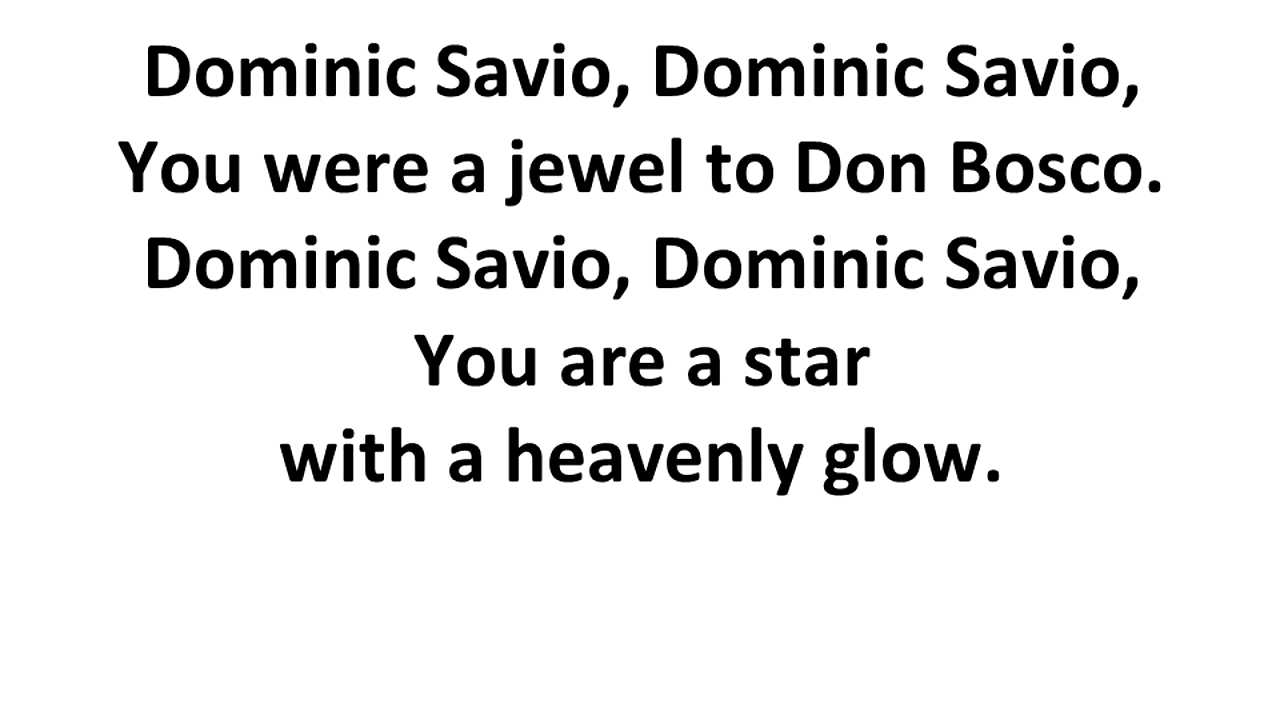 Dominic Savio, Dominic Savio,
You were a jewel to Don Bosco.
Dominic Savio, Dominic Savio,
You are a star
with a heavenly glow.